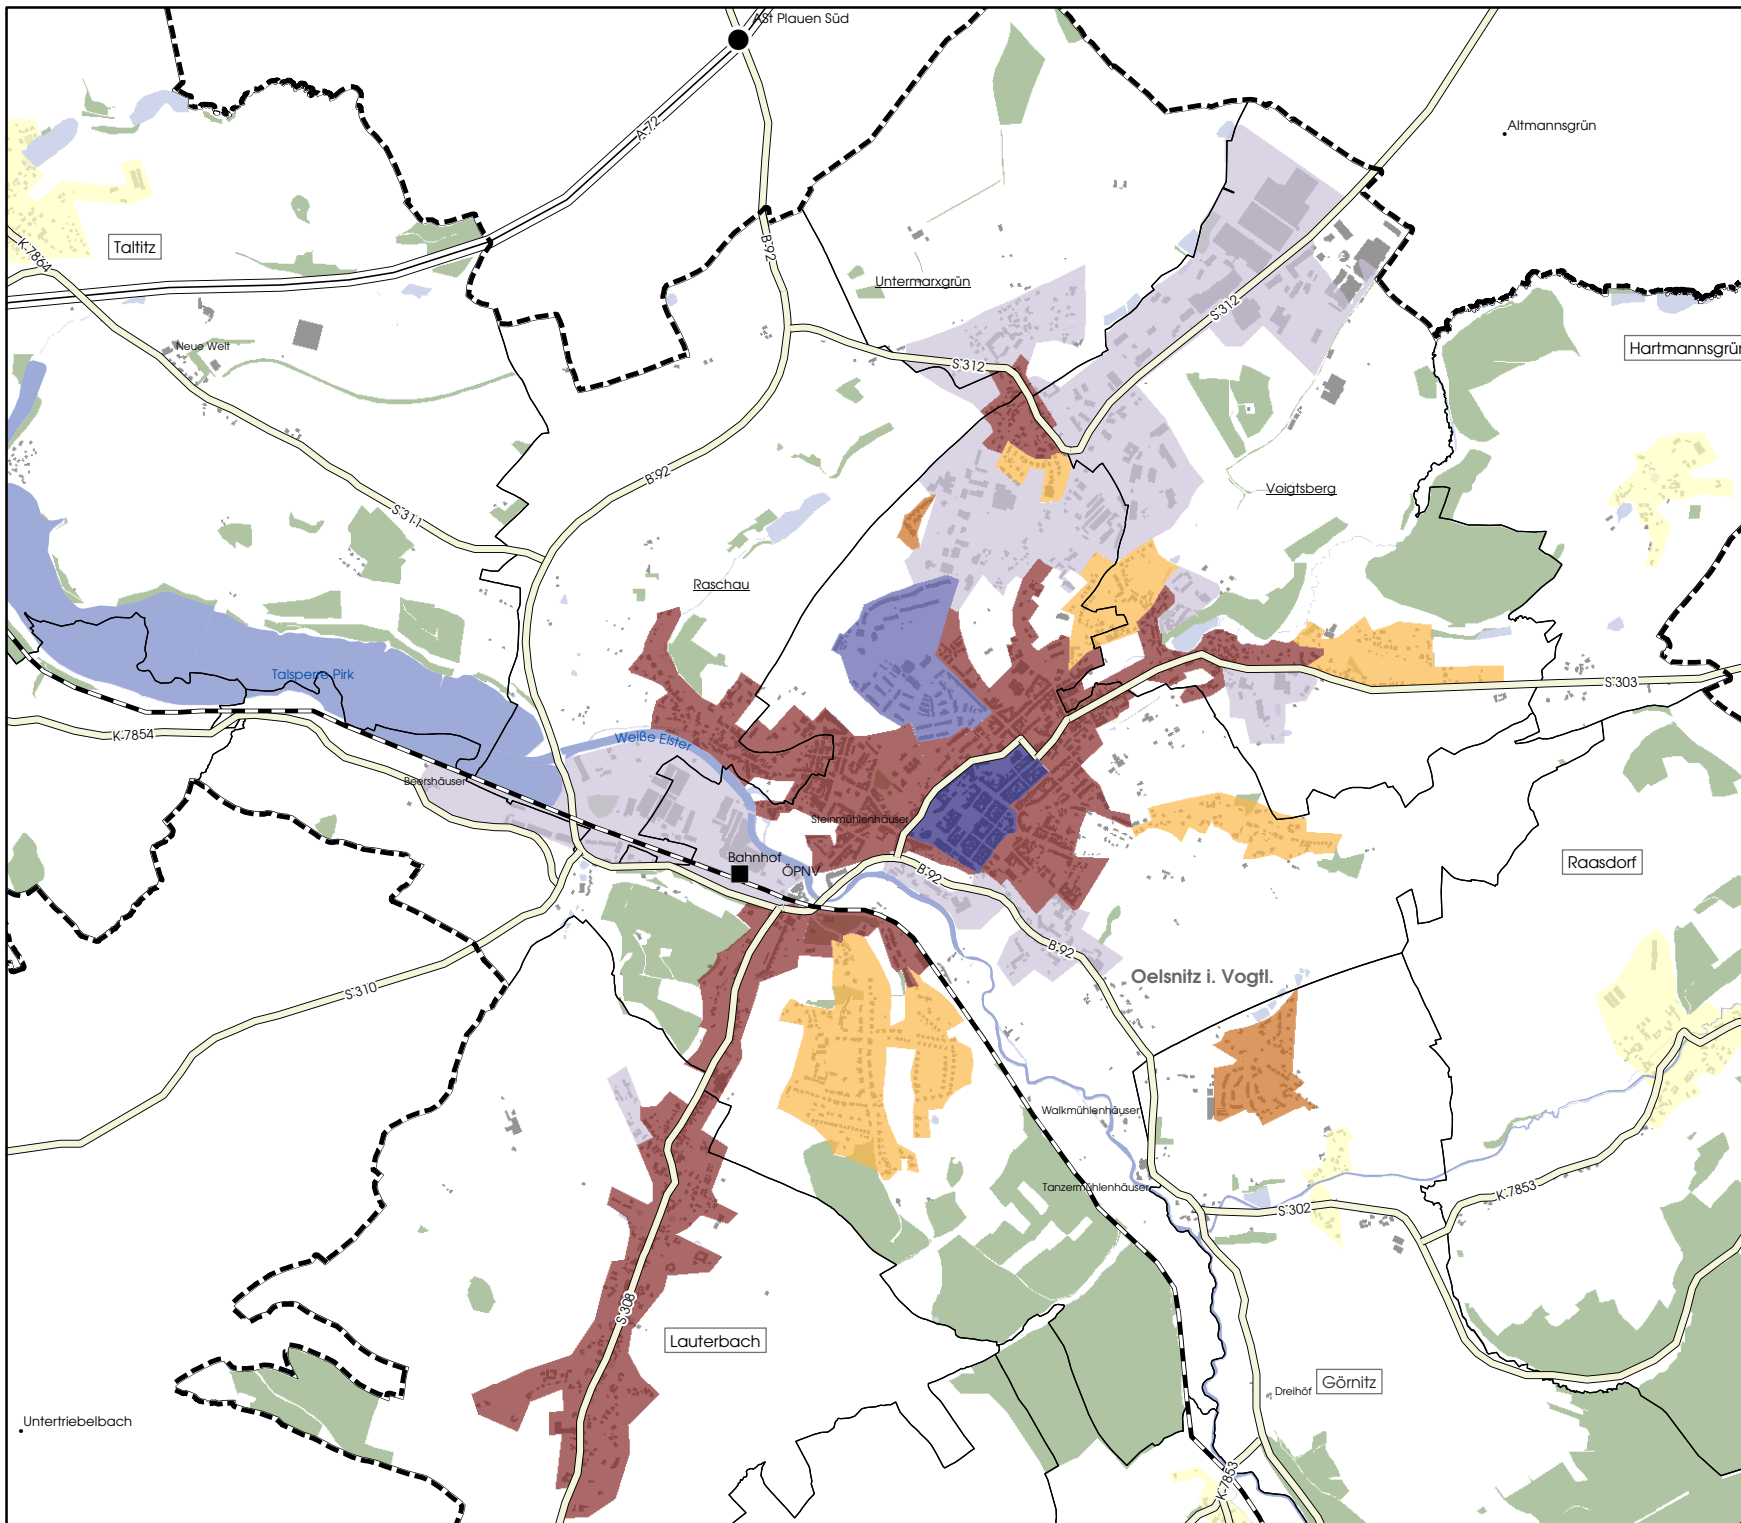 ASt Plauen Süd
A 72
Altmannsgrün
Taltitz
K 7864
B 92
Untermarxgrün
S 312
Neue Welt
S 312
Hartmannsgrün
B 92
S 311
Voigtsberg
Raschau
Talsperre Pirk
S 303
K 7854
Weiße Elster
Beershäuser
Steinmühlenhäuser
Bahnhof
ÖPNV
B 92
Raasdorf
B 92
Oelsnitz i. Vogtl.
S 310
Walkmühlenhäuser
Tanzermühlenhäuser
K 7853
S 302
S 308
Lauterbach
Görnitz
Dreihöf
Untertriebelbach
K 7853